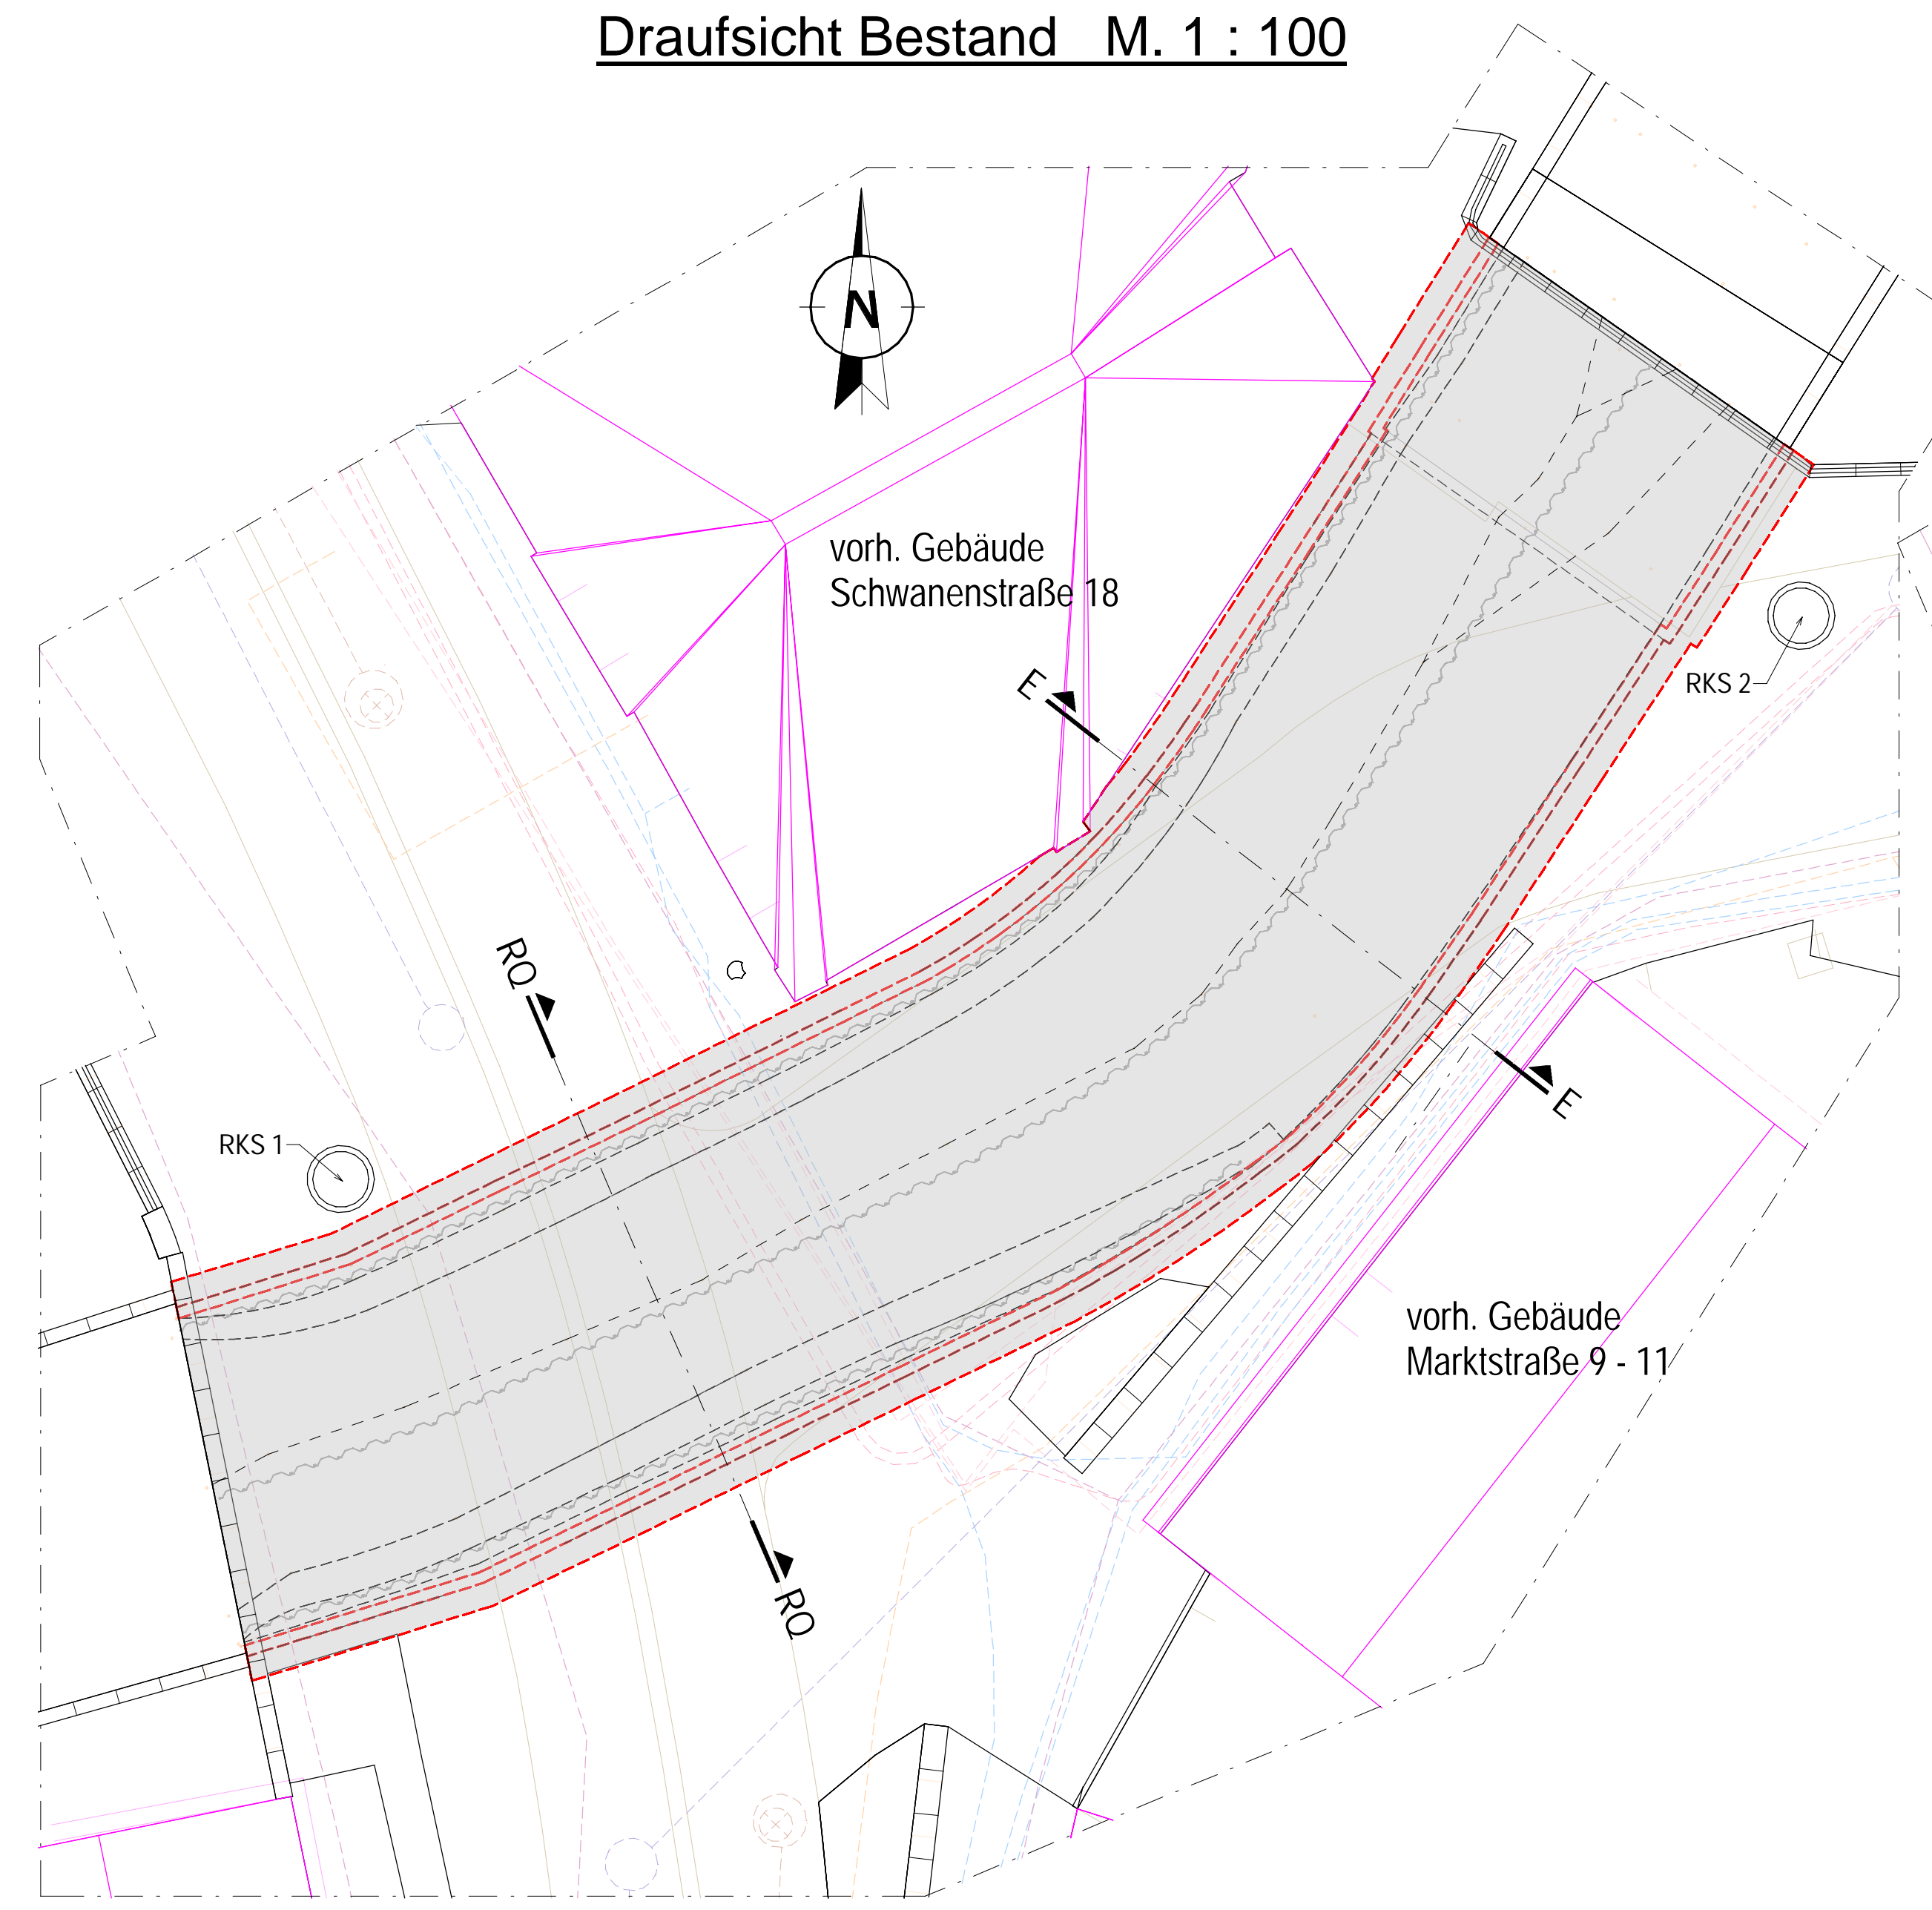 Draufsicht Bestand M. 1 : 100
N
vorh. Gebäude
Schwanenstraße 18
E
RKS 2
RQ
E
RKS 1
vorh. Gebäude
Marktstraße 9 - 11
RQ